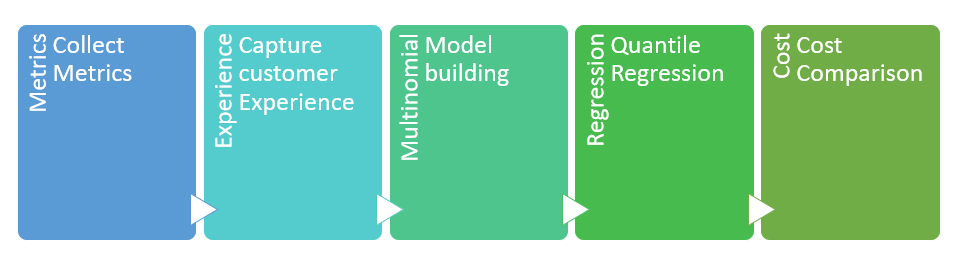 Metrics
Collect
Metrics
Experience
Capture
customer
Experience
Multinomial
Model
building
Regression
Quantile
Regression
Cost
Cost
Comparison